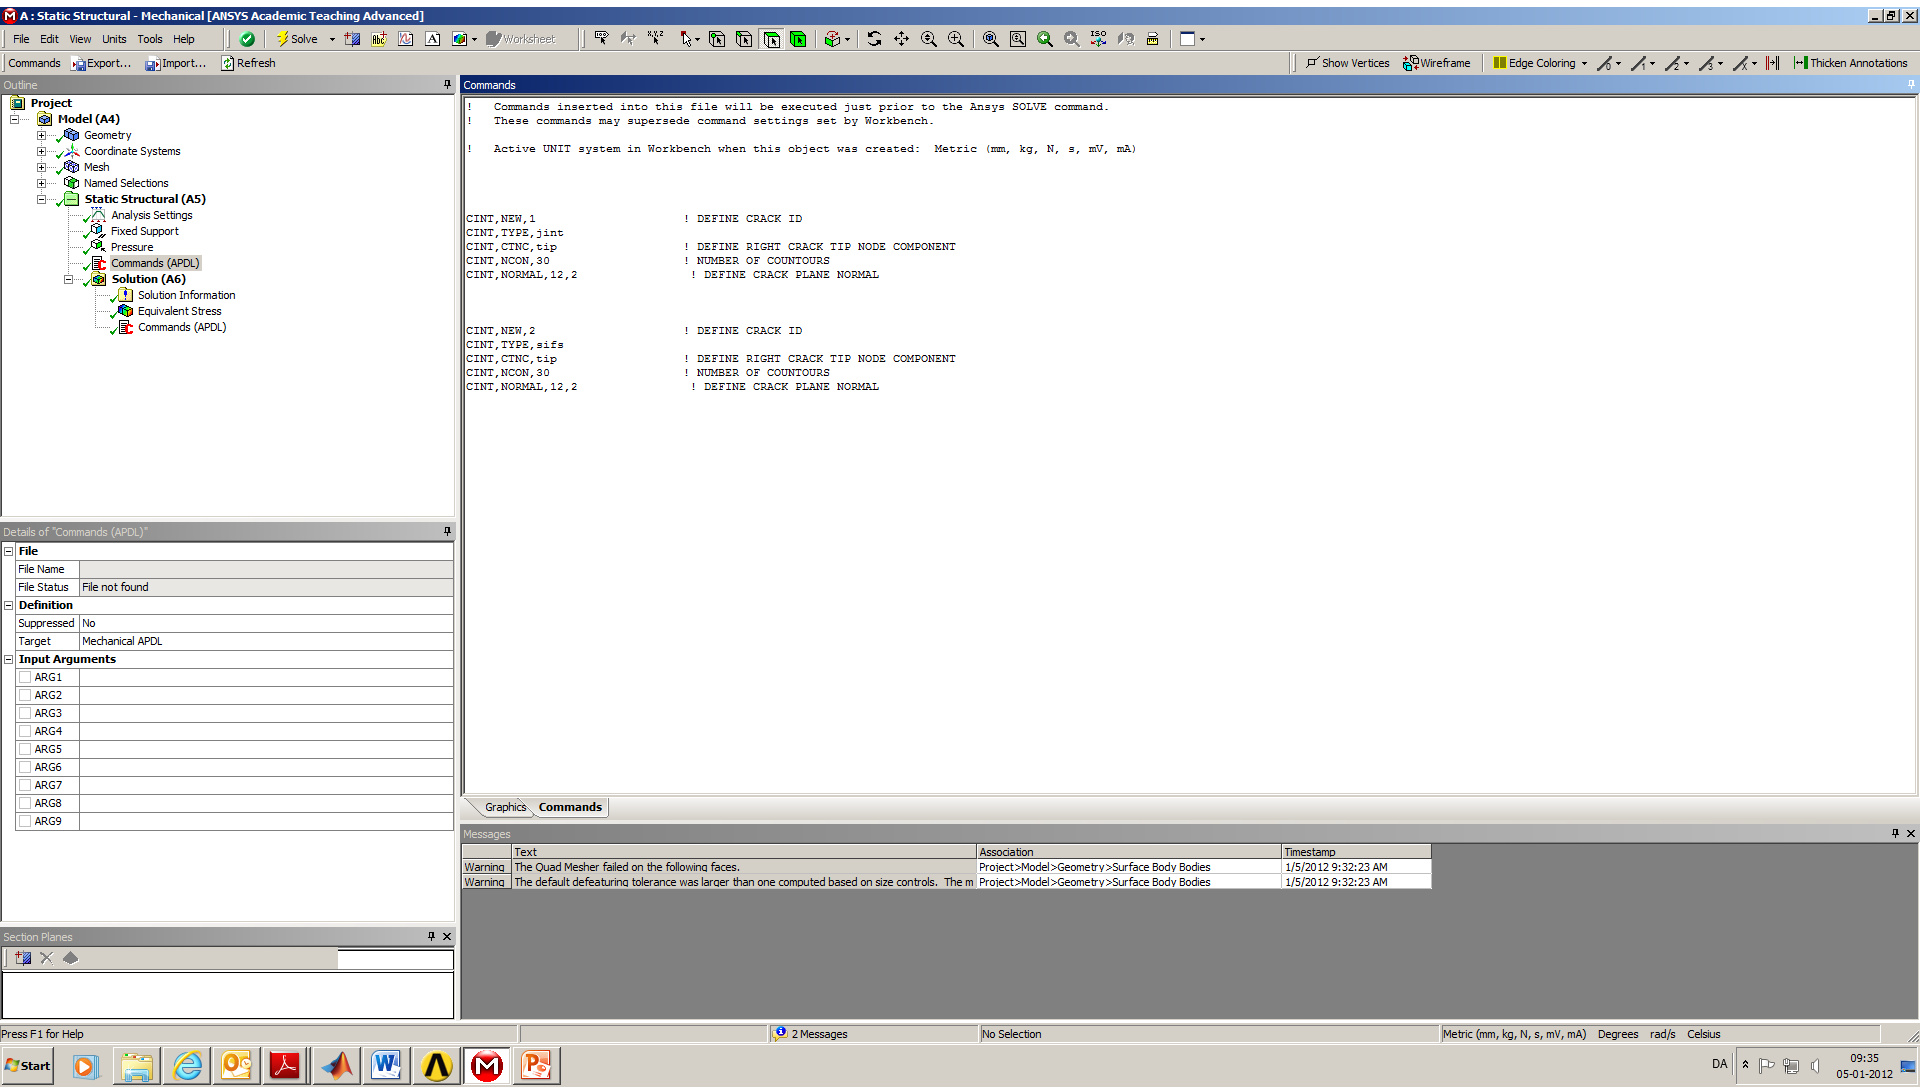 A : Static Structural - Mechanical [ANSYS Academic Teaching Advanced]
File Edit View Units Tools Help Solve Worksheet
Commands Export... Import... Refresh Show Vertices Wireframe Edge Coloring Thicken Annotations
Outline
Project
Model (A4)
Geometry
Coordinate Systems
Mesh
Named Selections
Static Structural (A5)
Analysis Settings
Fixed Support
Pressure
Commands (APDL)
Solution (A6)
Solution Information
Equivalent Stress
Commands (APDL)
Details of "Commands (APDL)"
File
File Name
File Status File not found
Definition
Suppressed No
Target Mechanical APDL
Input Arguments
ARG1
ARG2
ARG3
ARG4
ARG5
ARG6
ARG7
ARG8
ARG9
Section Planes
Commands
! Commands inserted into this file will be executed just prior to the Ansys SOLVE command.
! These commands may supersede command settings set by Workbench.
! Active UNIT system in Workbench when this object was created: Metric (mm, kg, N, s, mV, mA)
CINT,NEW,1 ! DEFINE CRACK ID
CINT,TYPE,jint
CINT,CTNC,tip ! DEFINE RIGHT CRACK TIP NODE COMPONENT
CINT,NCON,30 ! NUMBER OF COUNTOURS
CINT,NORMAL,12,2 ! DEFINE CRACK PLANE NORMAL
CINT,NEW,2 ! DEFINE CRACK ID
CINT,TYPE,sifs
CINT,CTNC,tip ! DEFINE RIGHT CRACK TIP NODE COMPONENT
CINT,NCON,30 ! NUMBER OF COUNTOURS
CINT,NORMAL,12,2 ! DEFINE CRACK PLANE NORMAL
Graphics Commands
Messages
Text Association Timestamp
Warning The Quad Mesher failed on the following faces. Project>Model>Geometry>Surface Body Bodies 1/5/2012 9:32:23 AM
Warning The default defeaturing tolerance was larger than one computed based on size controls. The m Project>Model>Geometry>Surface Body Bodies 1/5/2012 9:32:23 AM
Press F1 for Help 2 Messages No Selection Metric (mm, kg, N, s, mV, mA) Degrees rad/s Celsius
Start DA 09:35
05-01-2012